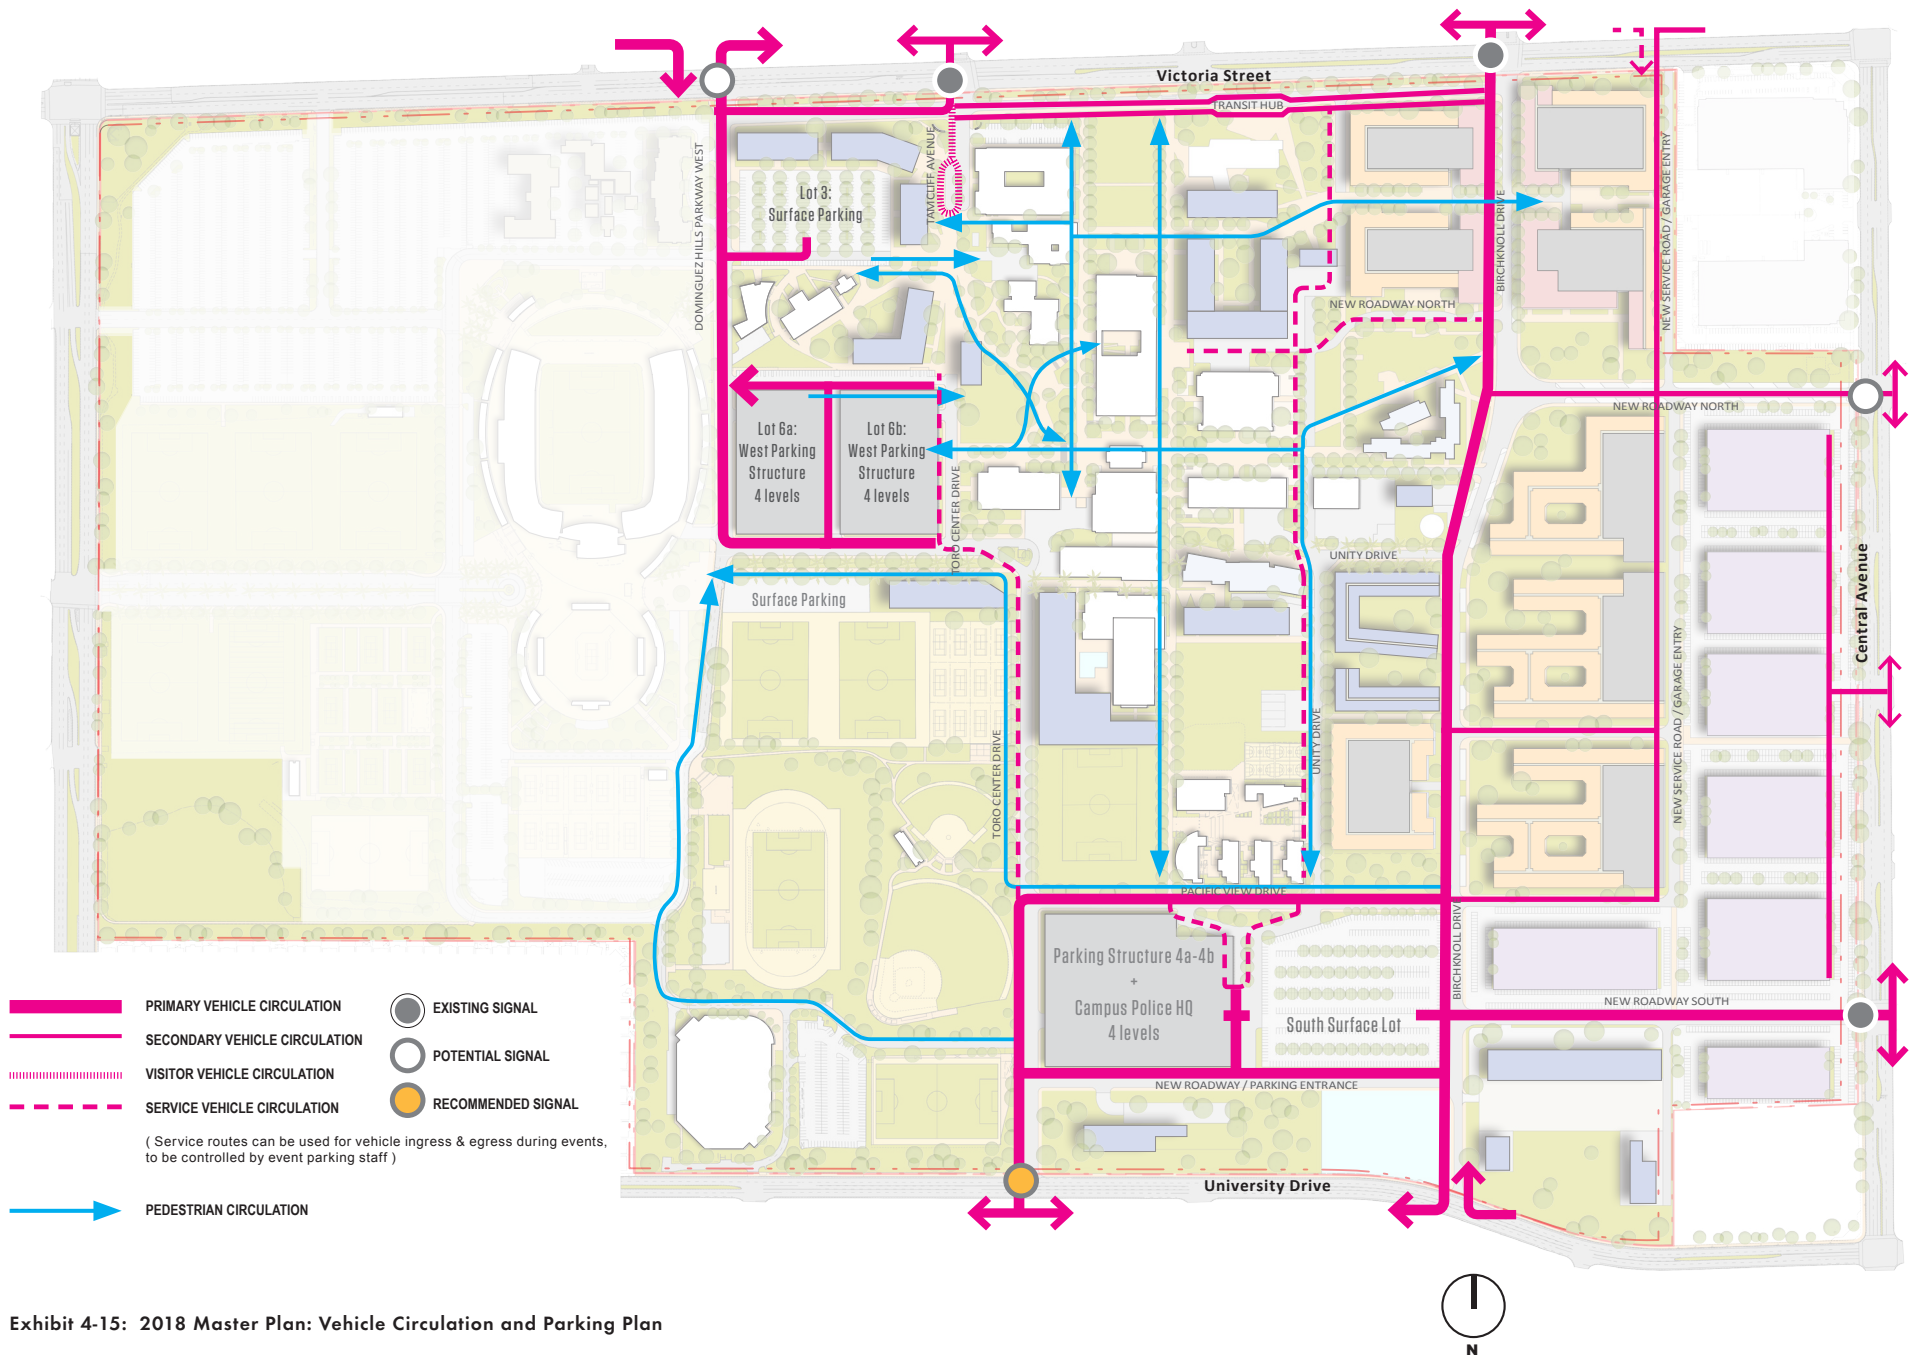 Victoria Street
TRANSIT HUB
DOMINGUEZ HILLS PARKWAY WEST
TAMCLIFF AVENUE
Lot 3:
Surface Parking
BIRCHKNOLL DRIVE
NEW SERVICE ROAD / GARAGE ENTRY
NEW ROADWAY NORTH
NEW ROADWAY NORTH
Lot 6a:
West Parking
Structure
4 levels
Lot 6b:
West Parking
Structure
4 levels
TORO CENTER DRIVE
UNITY DRIVE
Central Avenue
Surface Parking
NEW SERVICE ROAD / GARAGE ENTRY
TORO CENTER DRIVE
UNITY DRIVE
PACIFIC VIEW DRIVE
BIRCHKNOLL DRIVE
Parking Structure 4a-4b
+
Campus Police HQ
4 levels
South Surface Lot
NEW ROADWAY SOUTH
NEW ROADWAY / PARKING ENTRANCE
University Drive
PRIMARY VEHICLE CIRCULATION
SECONDARY VEHICLE CIRCULATION
VISITOR VEHICLE CIRCULATION
SERVICE VEHICLE CIRCULATION
( Service routes can be used for vehicle ingress & egress during events,
to be controlled by event parking staff )
PEDESTRIAN CIRCULATION
EXISTING SIGNAL
POTENTIAL SIGNAL
RECOMMENDED SIGNAL
N
Exhibit 4-15: 2018 Master Plan: Vehicle Circulation and Parking Plan